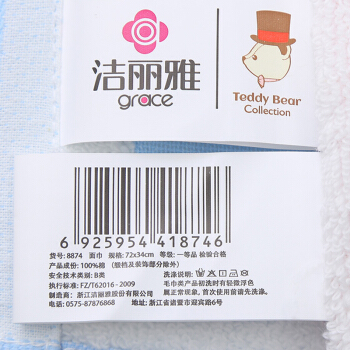 洁丽雅
grace
Teddy Bear
Collection
6 925954 418746
货号: 8874 面巾 规格: 72x34cm 等级: 一等品 检验合格
产品成份: 100%棉 (缎档及装饰部分除外)
安全技术类别: B类
执行标准: FZ/T62016-2009
制造商: 浙江洁丽雅股份有限公司
电话: 0575-87876868
洗涤说明:
毛巾类产品初洗时有轻微浮色
属正常现象, 首次使用前请先洗涤。
地址: 浙江省诸暨市迎宾路6号